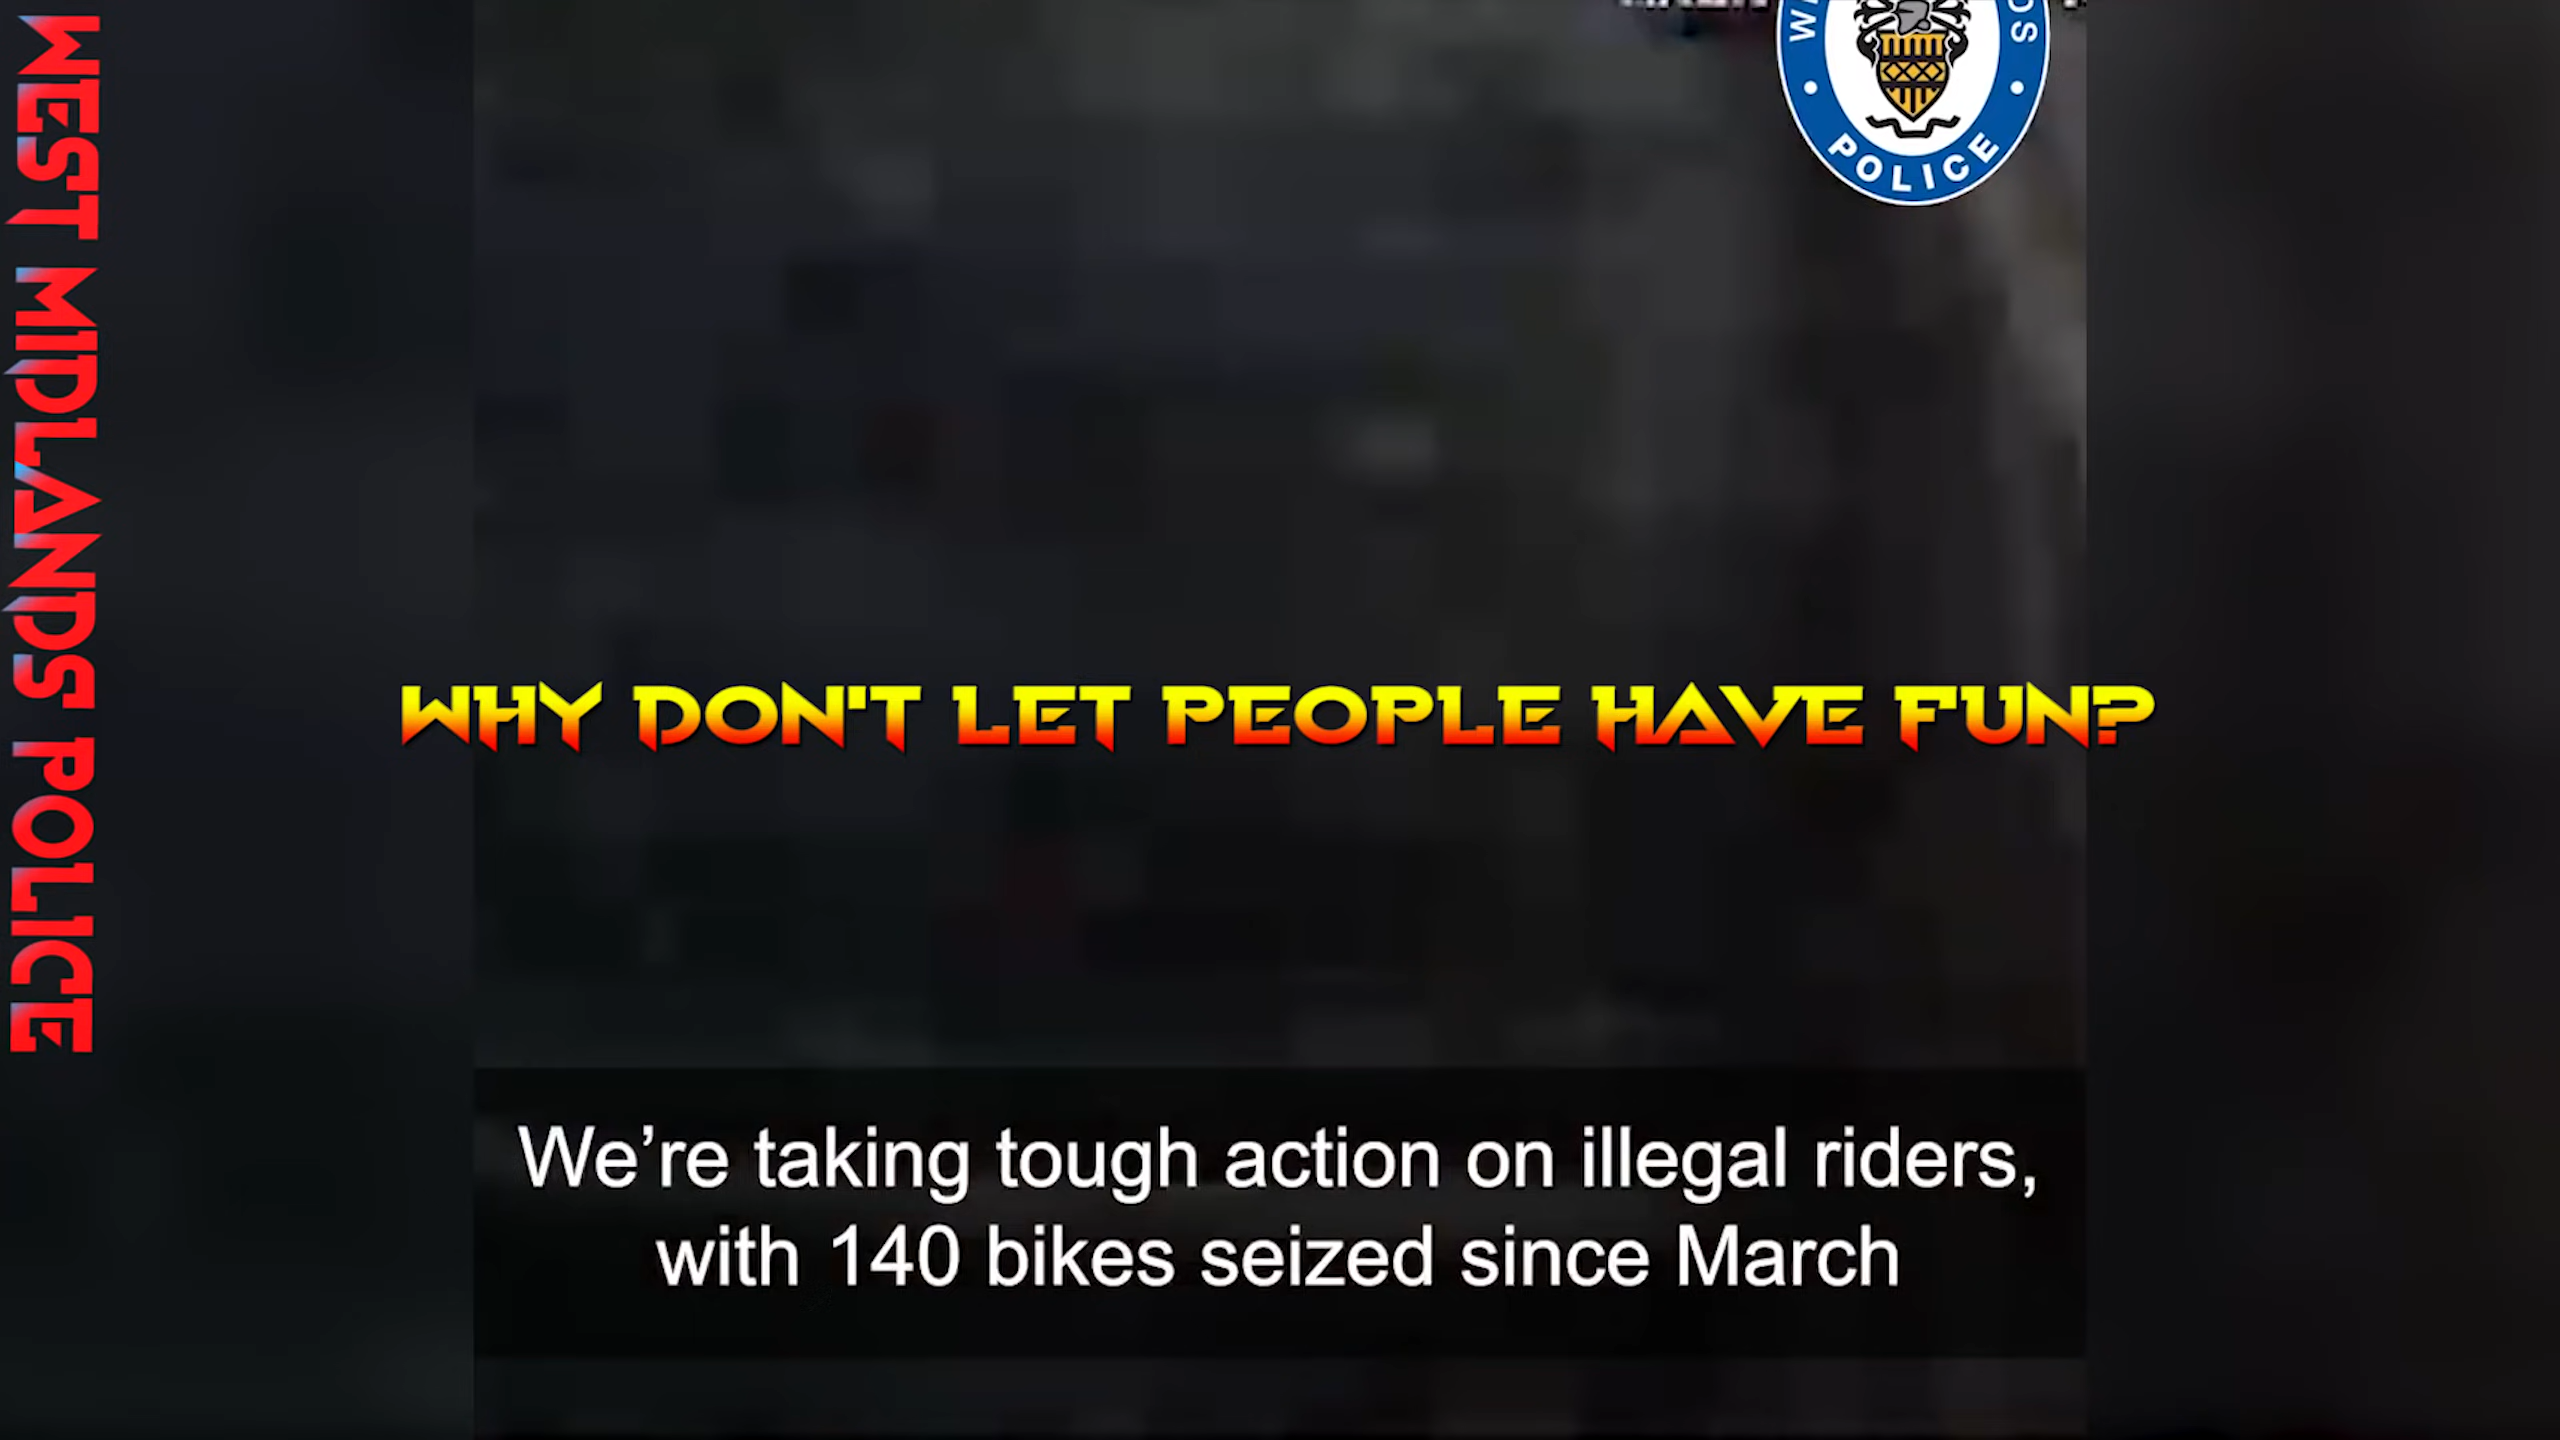 WEST MIDLANDS POLICE
POLICE
WHY DON'T LET PEOPLE HAVE FUN?
We’re taking tough action on illegal riders,
with 140 bikes seized since March